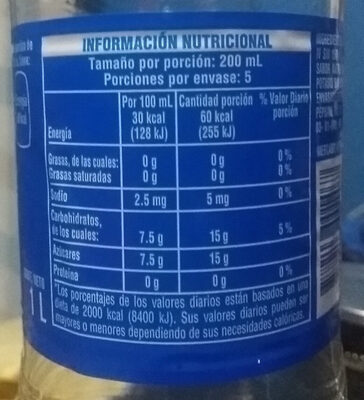 INFORMACIÓN NUTRICIONAL
Tamaño por porción: 200 mL
Porciones por envase: 5
Por 100 mL Cantidad porción % Valor Diario porción
Energía 30 kcal (128 kJ) 60 kcal (255 kJ)
Grasas, de las cuales: 0 g 0 g 0%
Grasas saturadas 0 g 0 g 0%
Sodio 2.5 mg 5 mg 0%
Carbohidratos, de los cuales: 7.5 g 15 g 5%
Azúcares 7.5 g 15 g
Proteína 0 g 0 g 0%
*Los porcentajes de los valores diarios están basados en una
dieta de 2000 kcal (8400 kJ). Sus valores diarios pueden ser
mayores o menores dependiendo de sus necesidades calóricas.
1 L